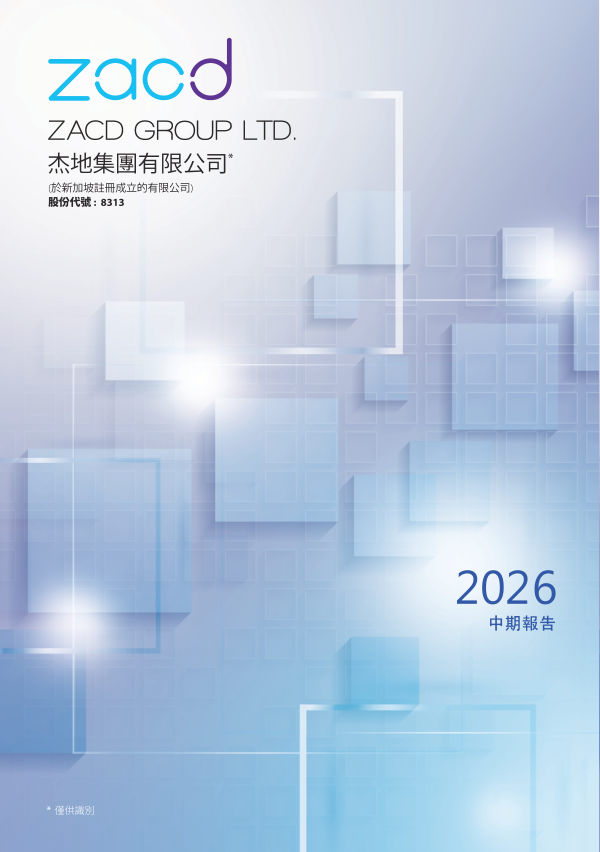 zacd
ZACD GROUP LTD.
杰地集團有限公司*
(於新加坡註冊成立的有限公司)
股份代號：8313
2026
中期報告
* 僅供識別